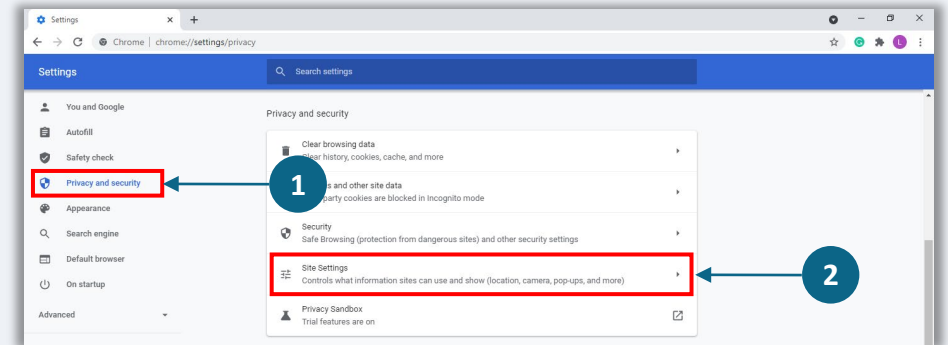 Settings
Chrome | chrome://settings/privacy
L
Settings
Search settings
You and Google
Autofill
Safety check
Privacy and security
Appearance
Search engine
Default browser
On startup
Advanced
Privacy and security
Clear browsing data
Clear history, cookies, cache, and more
and other site data
party cookies are blocked in Incognito mode
Security
Safe Browsing (protection from dangerous sites) and other security settings
Site Settings
Controls what information sites can use and show (location, camera, pop-ups, and more)
Privacy Sandbox
Trial features are on
1
2